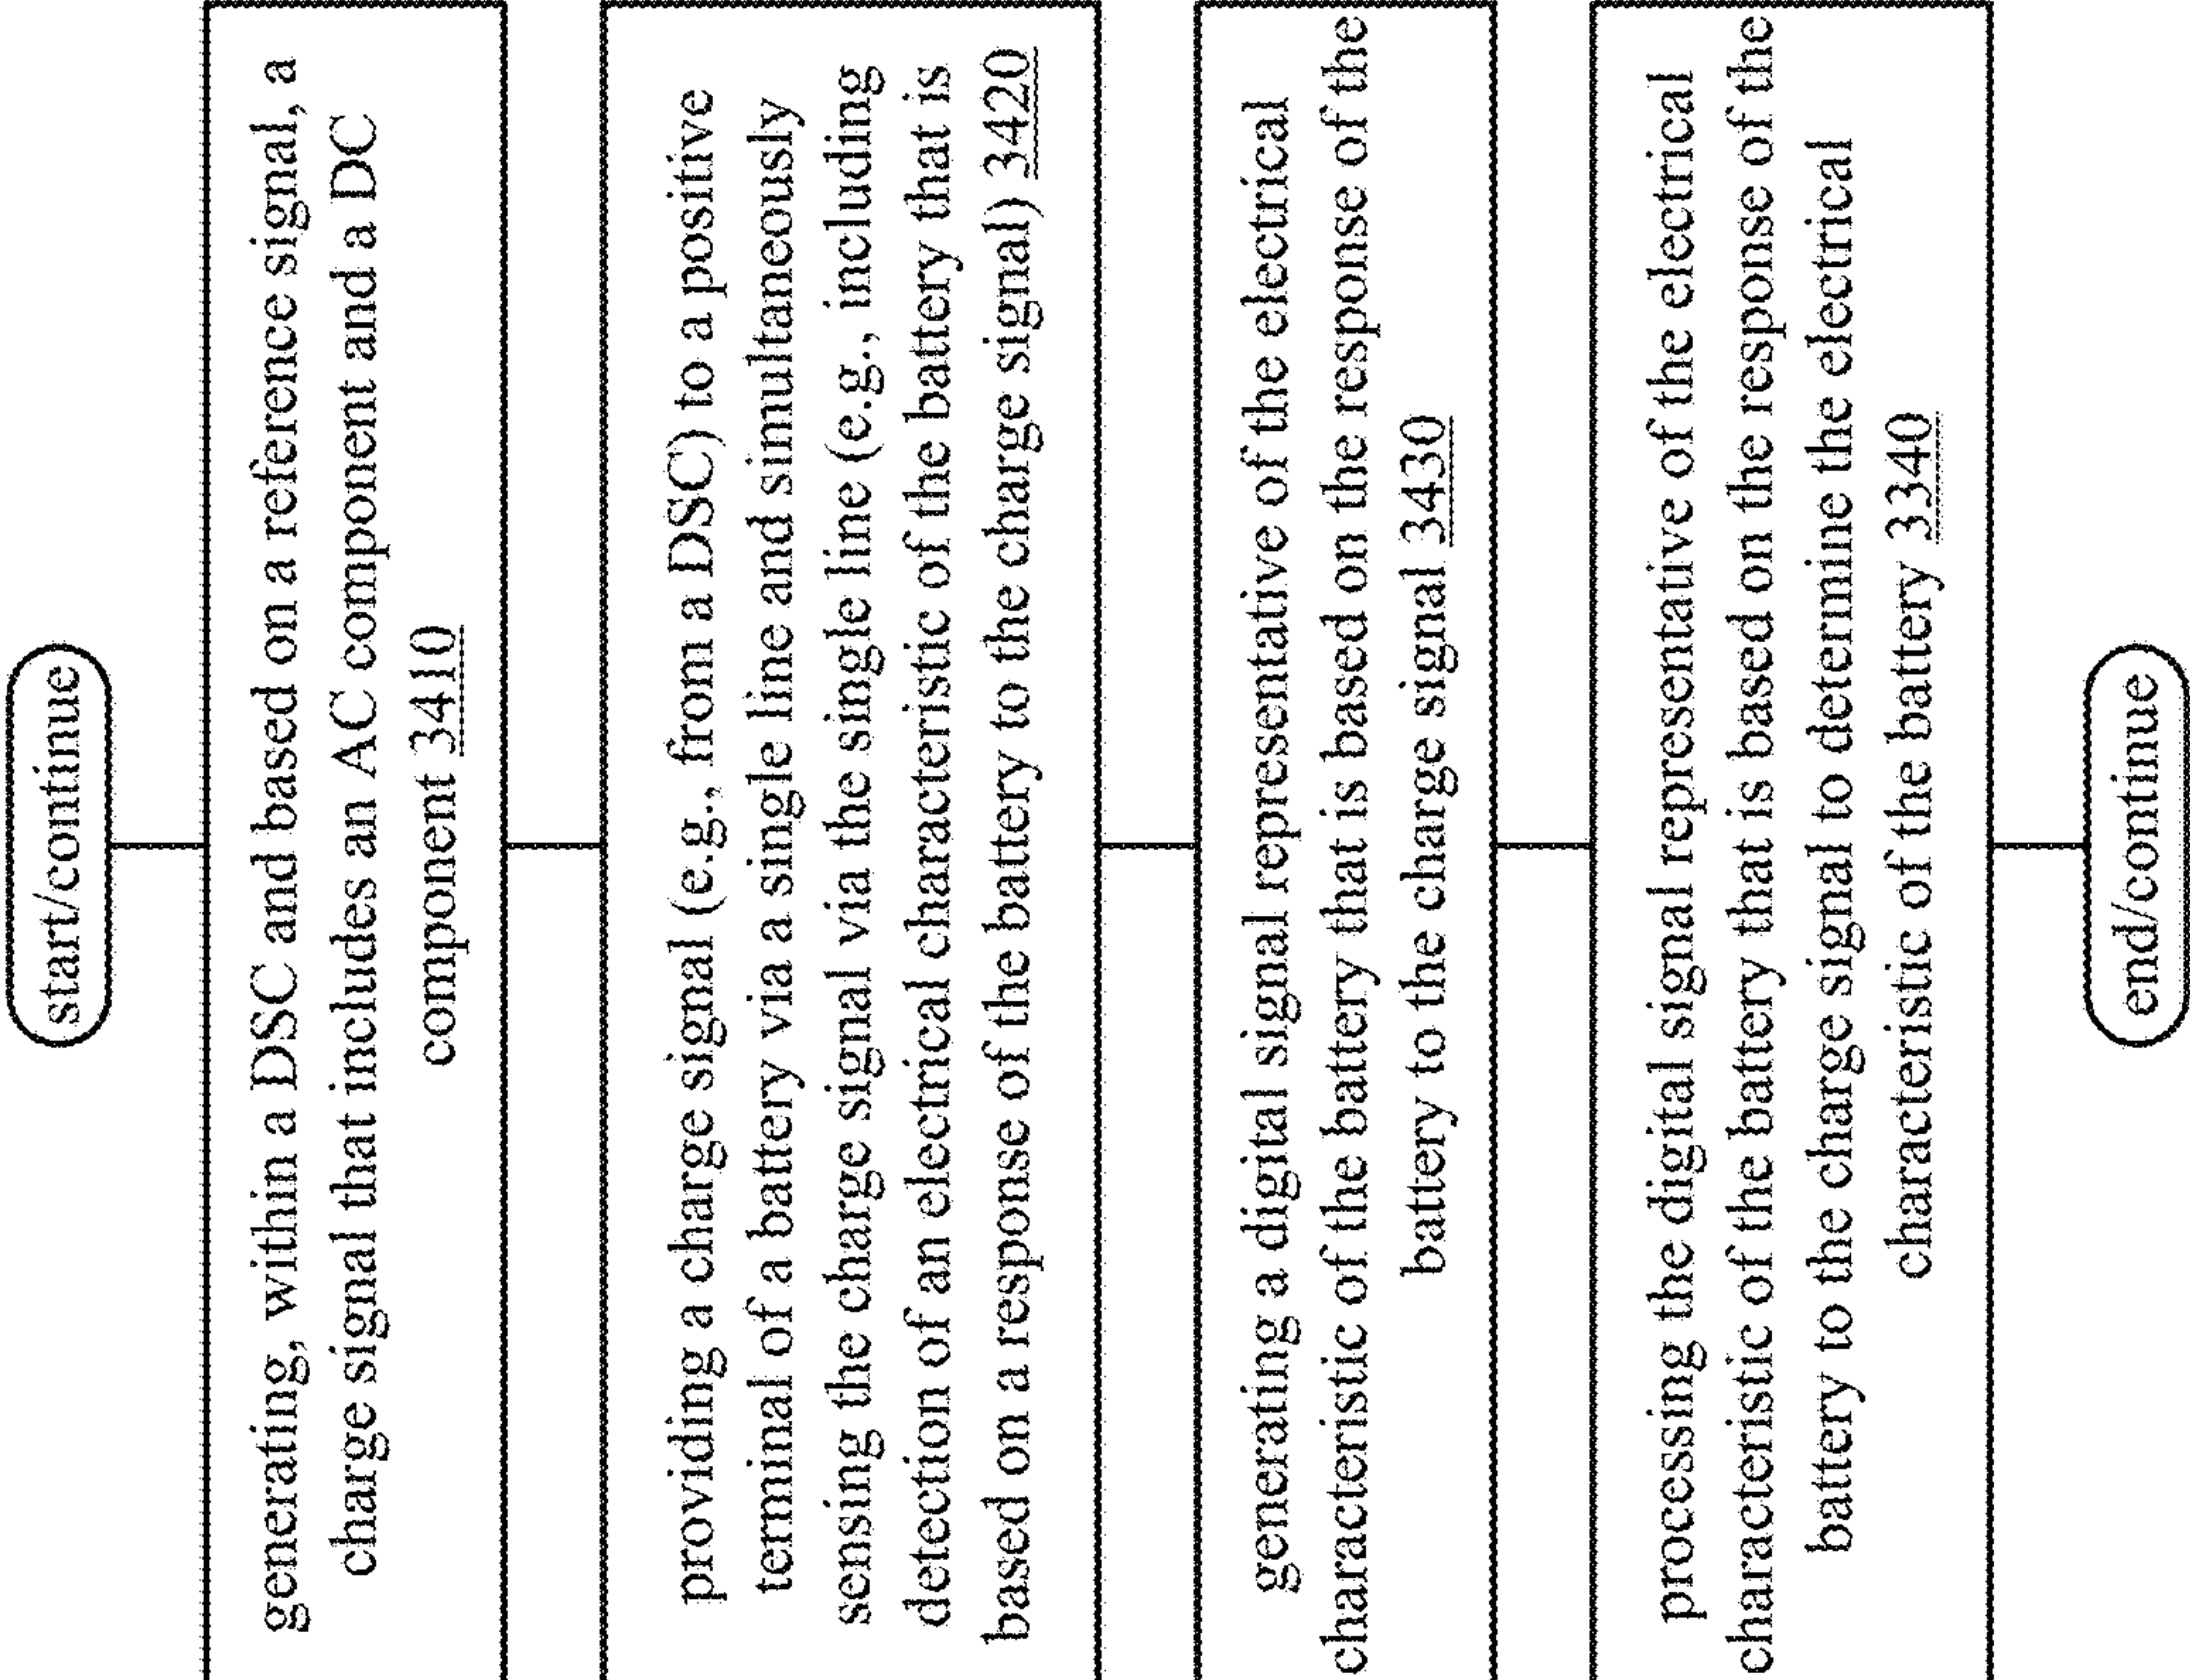 start/continue
generating, within a DSC and based on a reference signal, a
charge signal that includes an AC component and a DC
component 3410
providing a charge signal (e.g., from a DSC) to a positive
terminal of a battery via a single line and simultaneously
sensing the charge signal via the single line (e.g., including
detection of an electrical characteristic of the battery that is
based on a response of the battery to the charge signal) 3420
generating a digital signal representative of the electrical
characteristic of the battery that is based on the response of the
battery to the charge signal 3430
processing the digital signal representative of the electrical
characteristic of the battery that is based on the response of the
battery to the charge signal to determine the electrical
characteristic of the battery 3340
end/continue